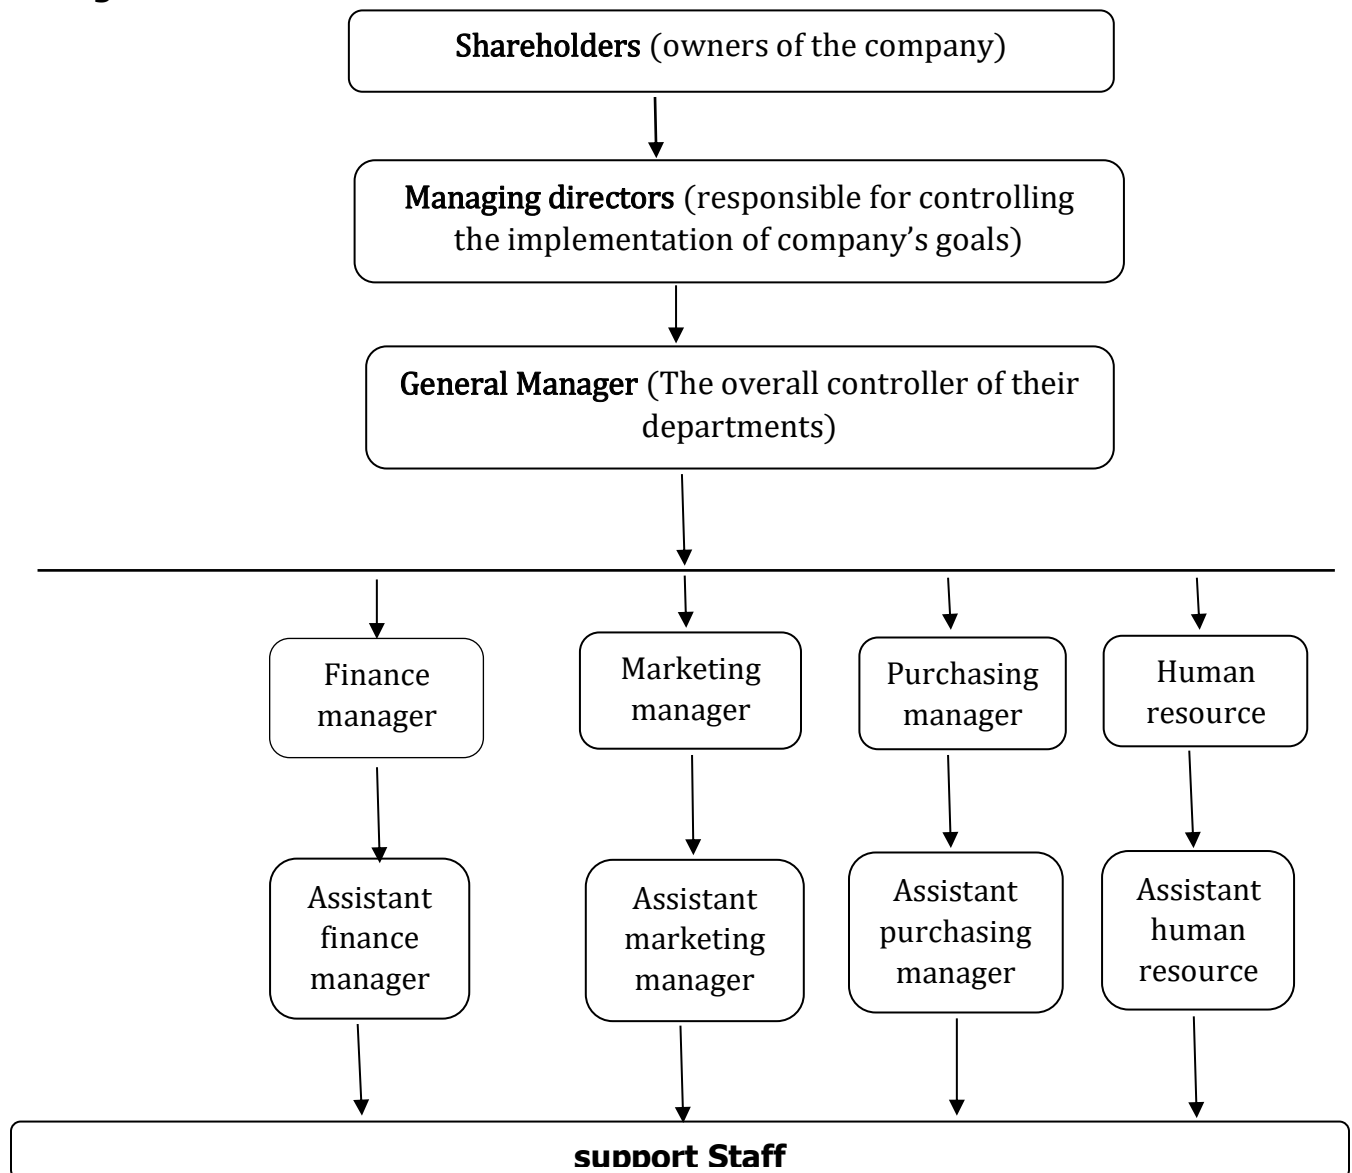 Shareholders (owners of the company)
Managing directors (responsible for controlling
the implementation of company’s goals)
General Manager (The overall controller of their
departments)
Finance
manager
Marketing
manager
Purchasing
manager
Human
resource
Assistant
finance
manager
Assistant
marketing
manager
Assistant
purchasing
manager
Assistant
human
resource
support Staff